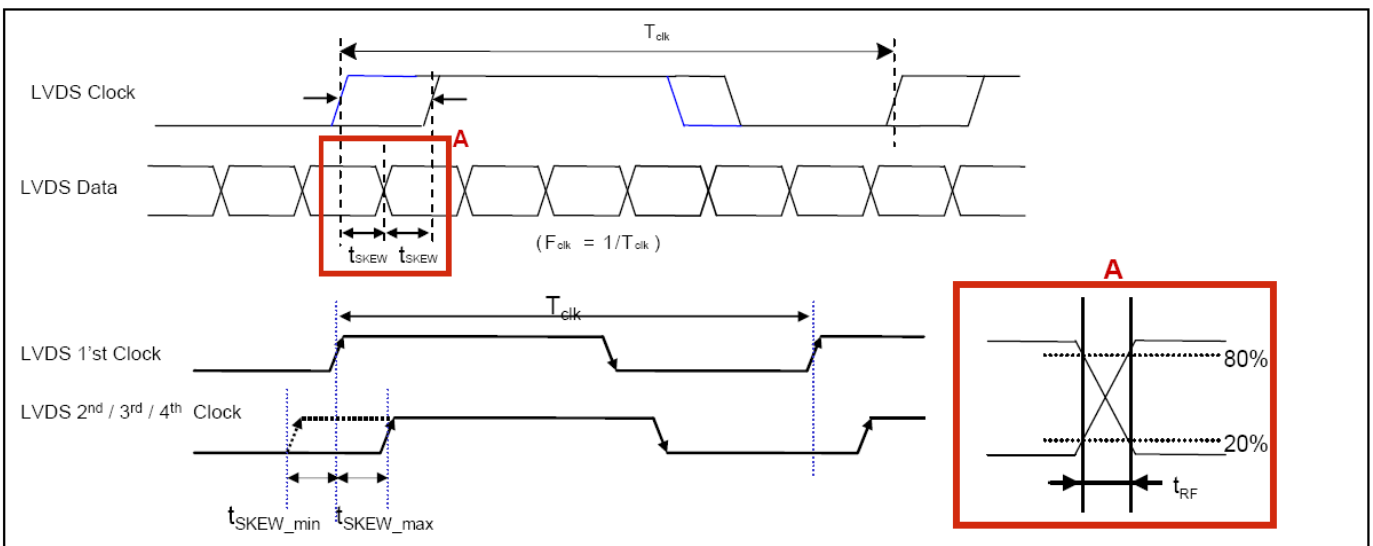 Tclk
LVDS Clock
A
LVDS Data
tSKEW tSKEW
(Fclk = 1/Tclk)
A
Tclk
LVDS 1'st Clock
80%
LVDS 2nd / 3rd / 4th Clock
20%
tRF
tSKEW_min tSKEW_max